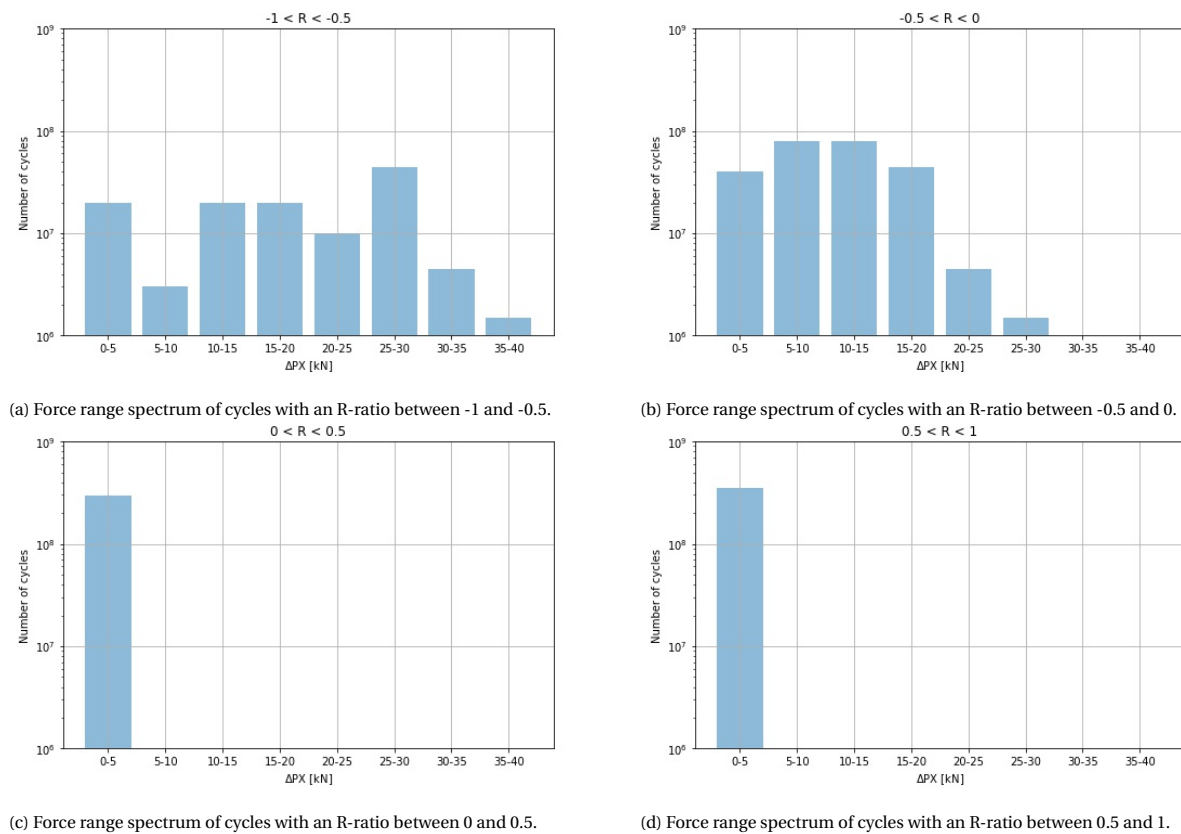 -1 < R < -0.5
10⁹
10⁸
10⁷
10⁶
Number of cycles
0-5 5-10 10-15 15-20 20-25 25-30 30-35 35-40
ΔPX [kN]
(a) Force range spectrum of cycles with an R-ratio between -1 and -0.5.
-0.5 < R < 0
10⁹
10⁸
10⁷
10⁶
Number of cycles
0-5 5-10 10-15 15-20 20-25 25-30 30-35 35-40
ΔPX [kN]
(b) Force range spectrum of cycles with an R-ratio between -0.5 and 0.
0 < R < 0.5
10⁹
10⁸
10⁷
10⁶
Number of cycles
0-5 5-10 10-15 15-20 20-25 25-30 30-35 35-40
ΔPX [kN]
(c) Force range spectrum of cycles with an R-ratio between 0 and 0.5.
0.5 < R < 1
10⁹
10⁸
10⁷
10⁶
Number of cycles
0-5 5-10 10-15 15-20 20-25 25-30 30-35 35-40
ΔPX [kN]
(d) Force range spectrum of cycles with an R-ratio between 0.5 and 1.